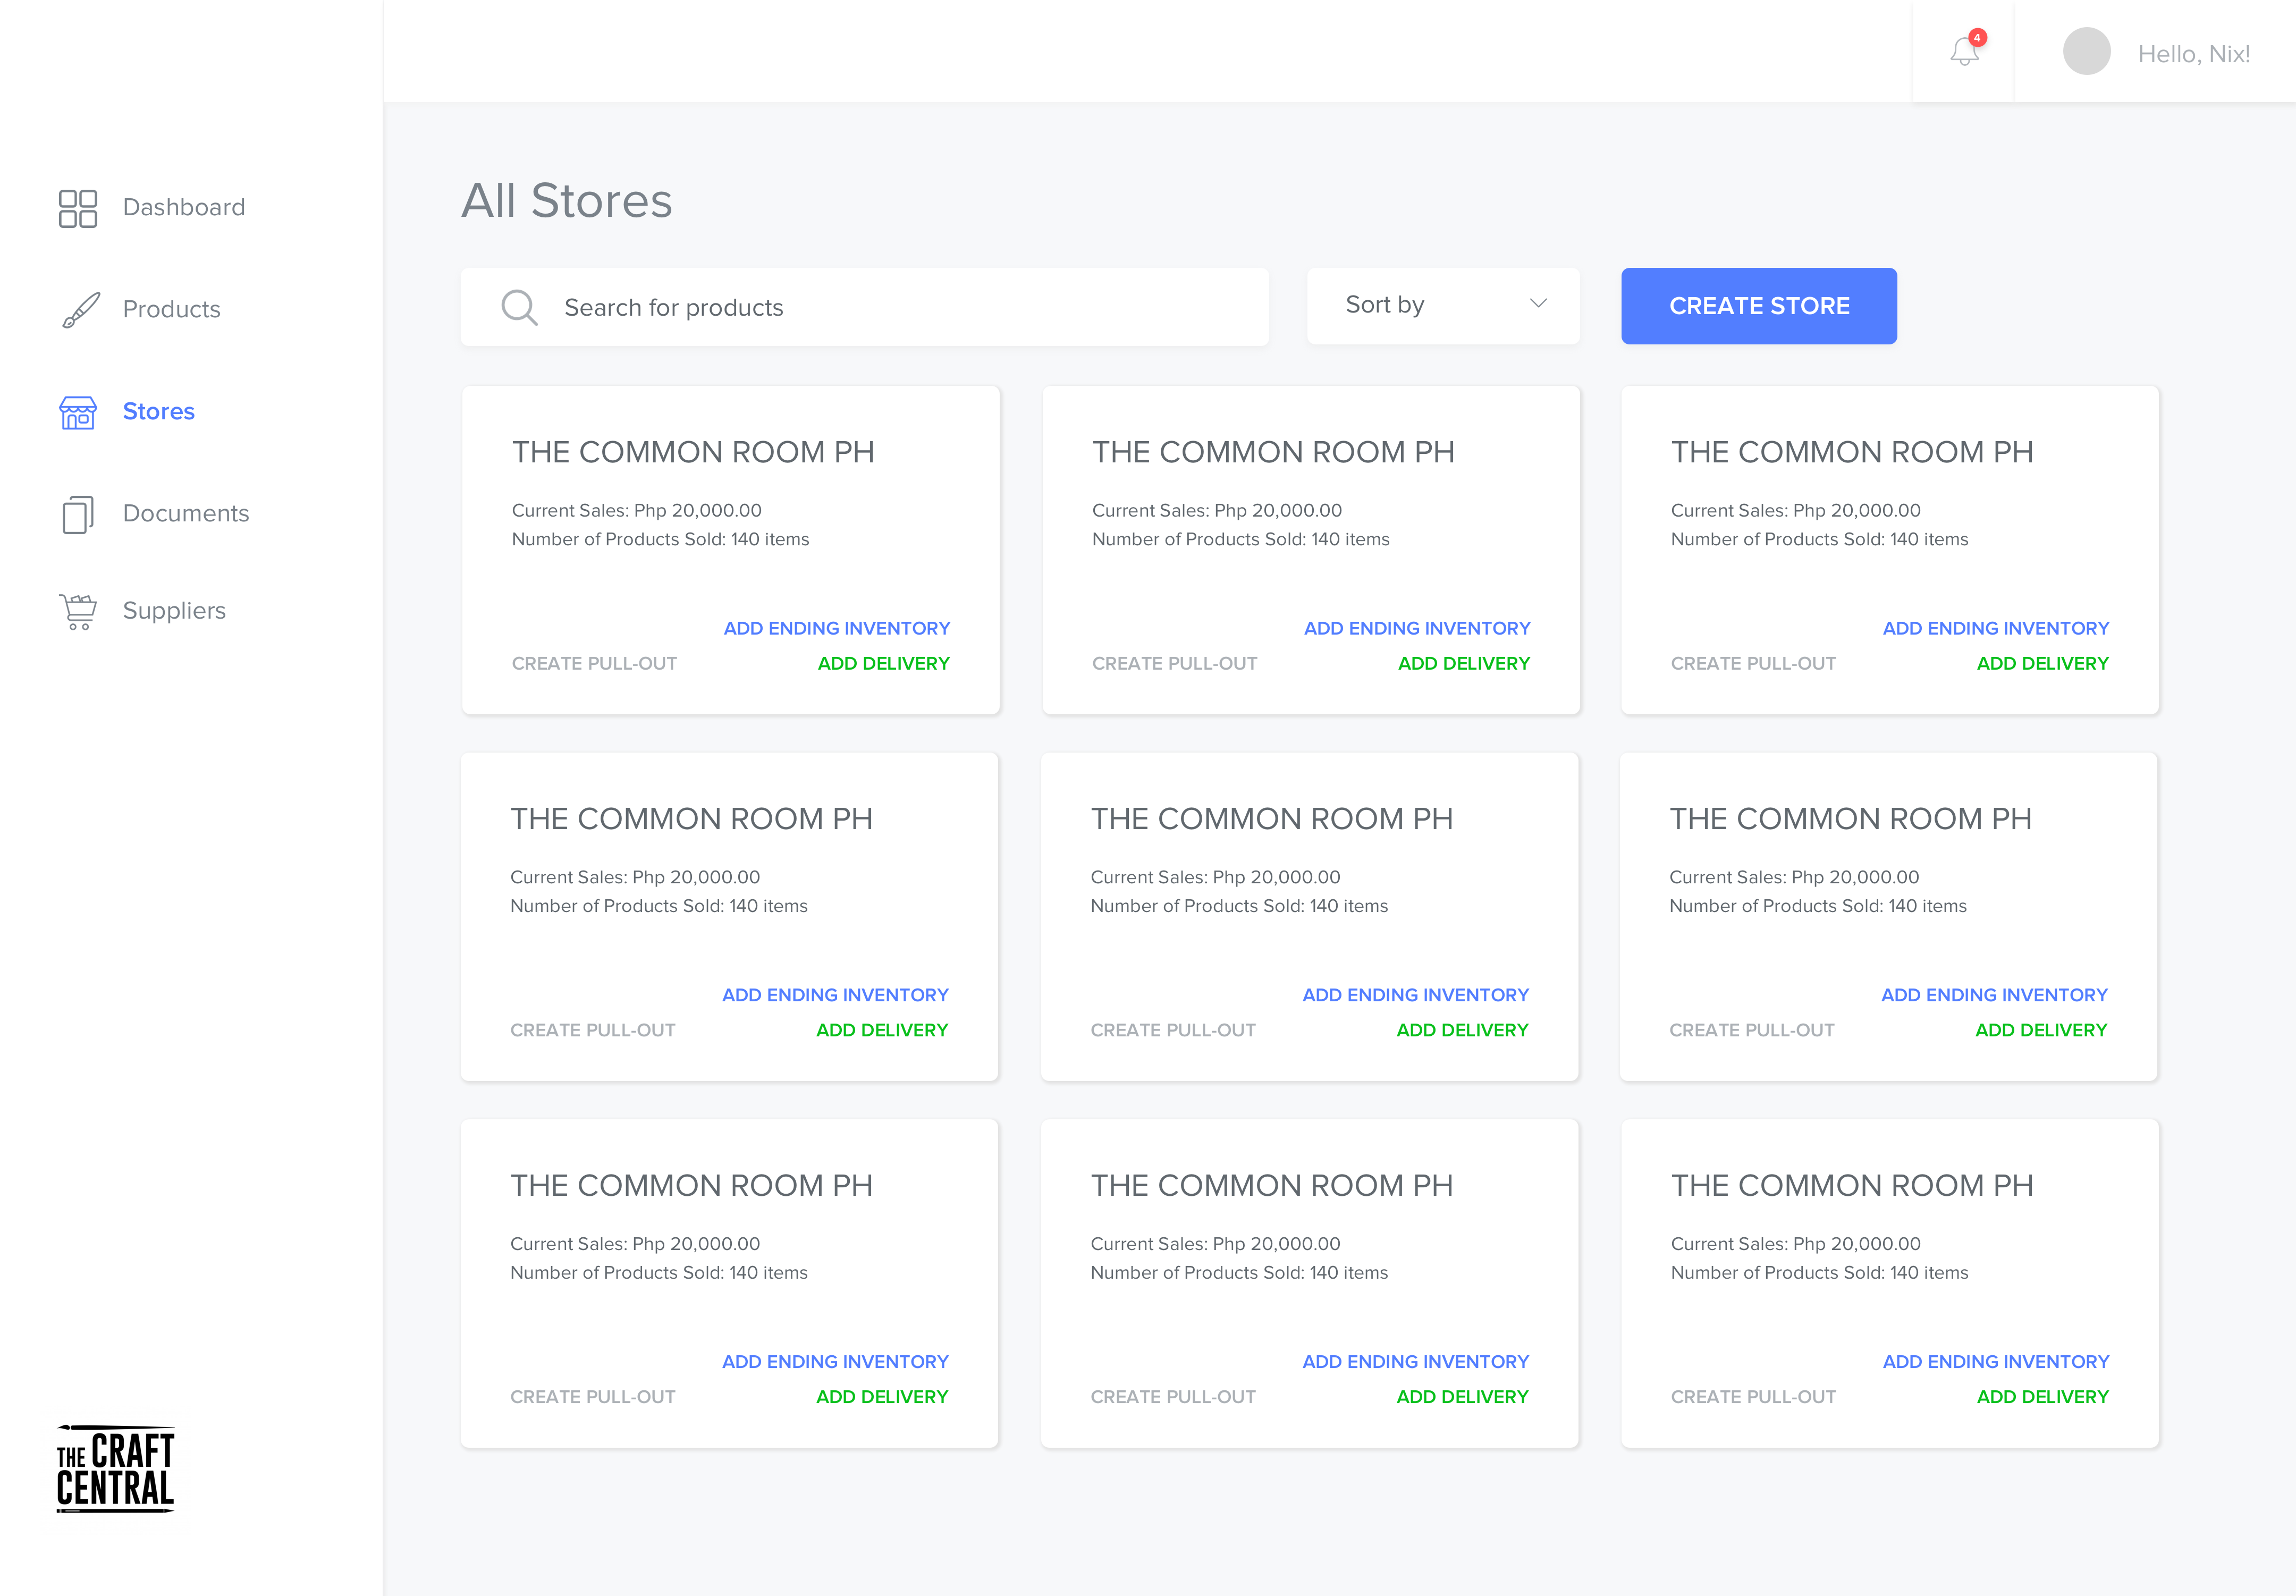 4
Hello, Nix!
Dashboard
Products
Stores
Documents
Suppliers
THE CRAFT
CENTRAL
All Stores
Search for products
Sort by
CREATE STORE
THE COMMON ROOM PH
Current Sales: Php 20,000.00
Number of Products Sold: 140 items
ADD ENDING INVENTORY
CREATE PULL-OUT
ADD DELIVERY
THE COMMON ROOM PH
Current Sales: Php 20,000.00
Number of Products Sold: 140 items
ADD ENDING INVENTORY
CREATE PULL-OUT
ADD DELIVERY
THE COMMON ROOM PH
Current Sales: Php 20,000.00
Number of Products Sold: 140 items
ADD ENDING INVENTORY
CREATE PULL-OUT
ADD DELIVERY
THE COMMON ROOM PH
Current Sales: Php 20,000.00
Number of Products Sold: 140 items
ADD ENDING INVENTORY
CREATE PULL-OUT
ADD DELIVERY
THE COMMON ROOM PH
Current Sales: Php 20,000.00
Number of Products Sold: 140 items
ADD ENDING INVENTORY
CREATE PULL-OUT
ADD DELIVERY
THE COMMON ROOM PH
Current Sales: Php 20,000.00
Number of Products Sold: 140 items
ADD ENDING INVENTORY
CREATE PULL-OUT
ADD DELIVERY
THE COMMON ROOM PH
Current Sales: Php 20,000.00
Number of Products Sold: 140 items
ADD ENDING INVENTORY
CREATE PULL-OUT
ADD DELIVERY
THE COMMON ROOM PH
Current Sales: Php 20,000.00
Number of Products Sold: 140 items
ADD ENDING INVENTORY
CREATE PULL-OUT
ADD DELIVERY
THE COMMON ROOM PH
Current Sales: Php 20,000.00
Number of Products Sold: 140 items
ADD ENDING INVENTORY
CREATE PULL-OUT
ADD DELIVERY